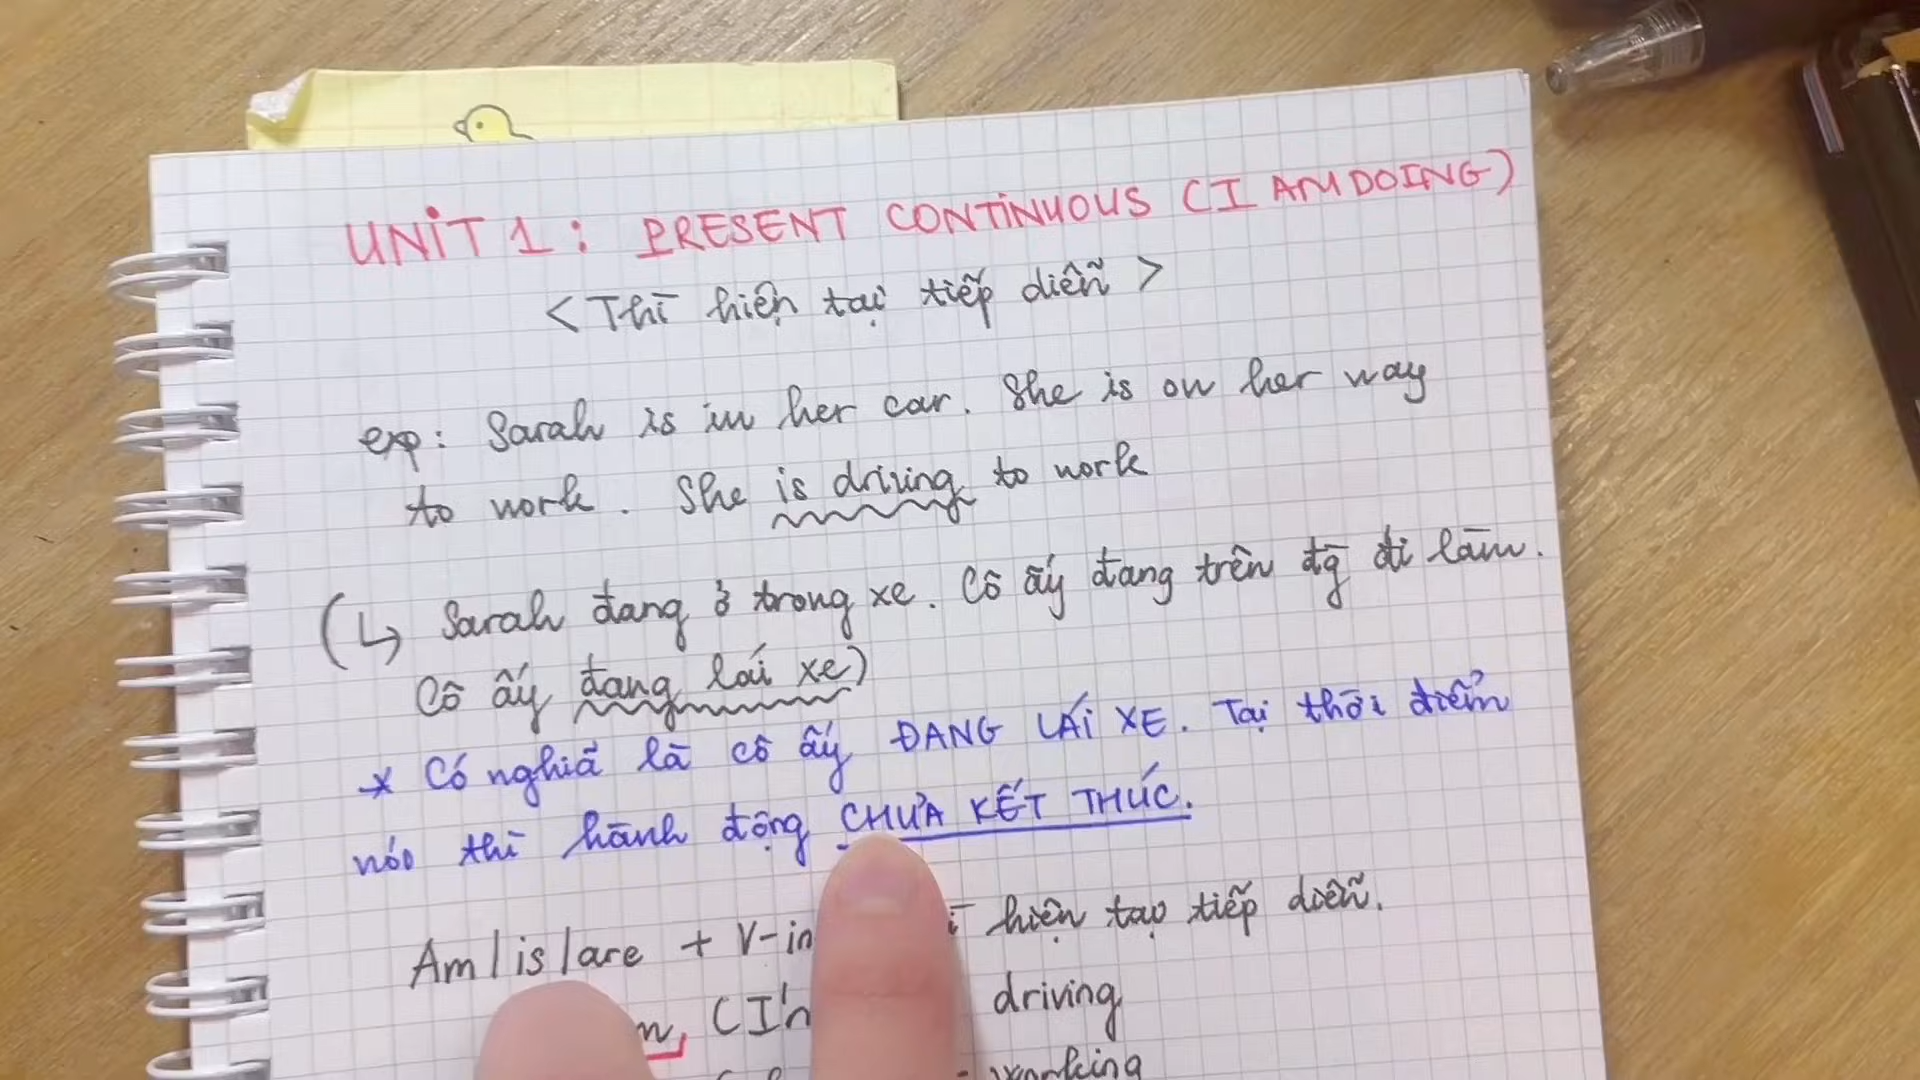 UNIT 1 : PRESENT CONTINUOUS (I AM DOING)
< Thì hiện tại tiếp diễn >
exp: Sarah is in her car. She is on her way
to work. She is driving to work
(↳ Sarah đang ở trong xe. Cô ấy đang trên đg̀ đi làm.
Cô ấy đang lái xe)
* Có nghĩa là cô ấy ĐANG LÁI XE. Tại thời điểm
nói thì hành động CHƯA KẾT THÚC.
Am / is / are + V-in hiện tại tiếp diễn.
(I'm driving
working